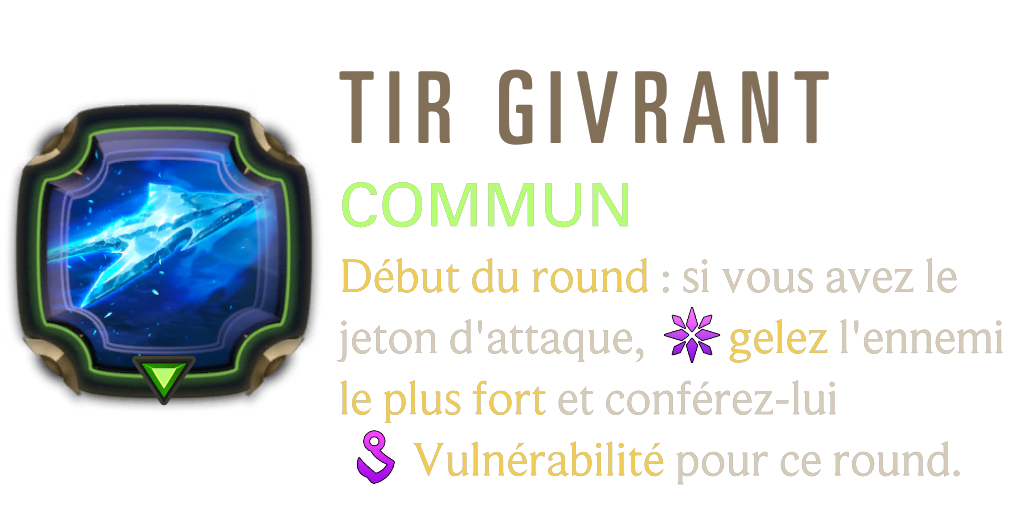 TIR GIVRANT
COMMUN
Début du round : si vous avez le
jeton d'attaque, gelez l'ennemi
le plus fort et conférez-lui
Vulnérabilité pour ce round.